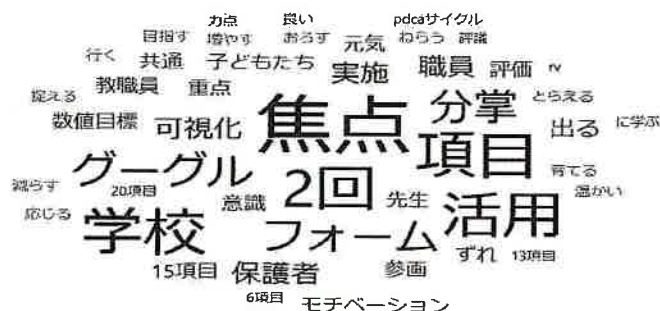 力点 良い pdcaサイクル
目指す 増やす おろす 元気 ねらう 評議
行く 共通 子どもたち 実施 職員 評価 rv
捉える 教職員 重点 焦点 分掌 とらえる
数値目標 可視化 項目 出る に学ぶ
グーグル 2回 育てる
減らす 20項目 意識 先生 活用 温かい
応じる 学校 フォーム ずれ 13項目
15項目 保護者 参画
6項目 モチベーション